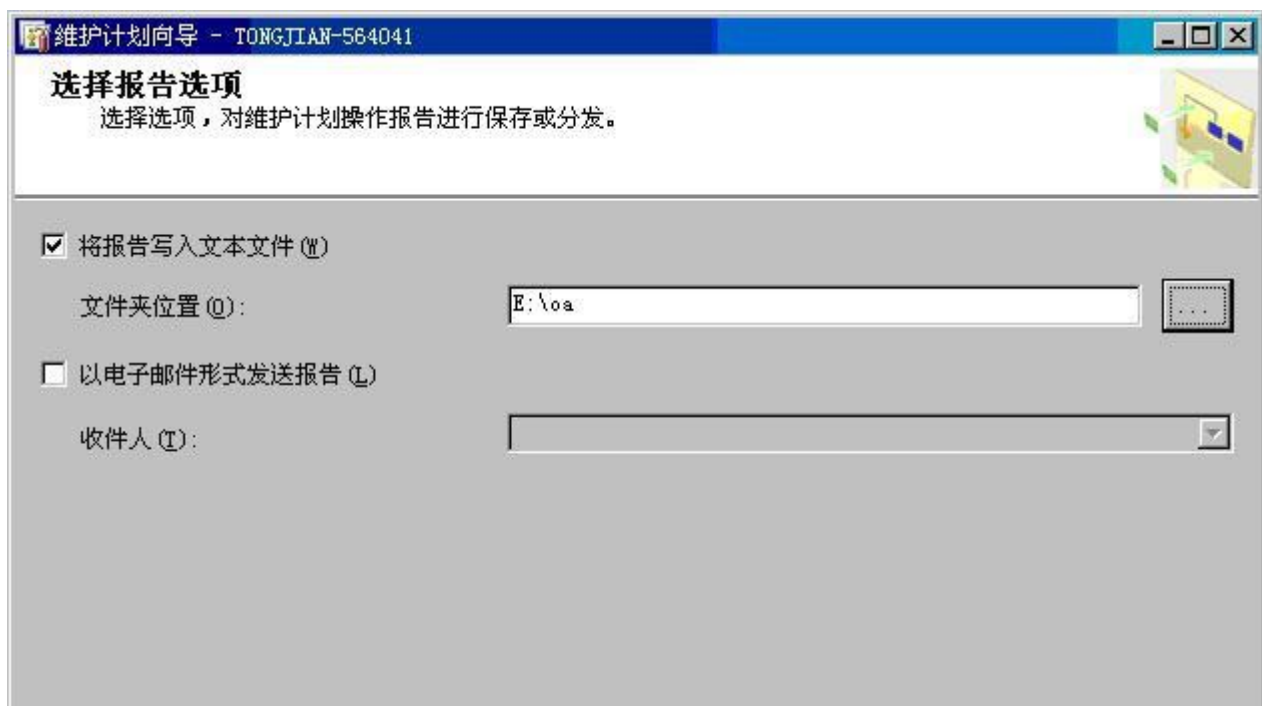 维护计划向导 - TONGJIAN-564041
选择报告选项
选择选项，对维护计划操作报告进行保存或分发。
将报告写入文本文件(W)
文件夹位置(O):
E:\oa
...
以电子邮件形式发送报告(L)
收件人(T):